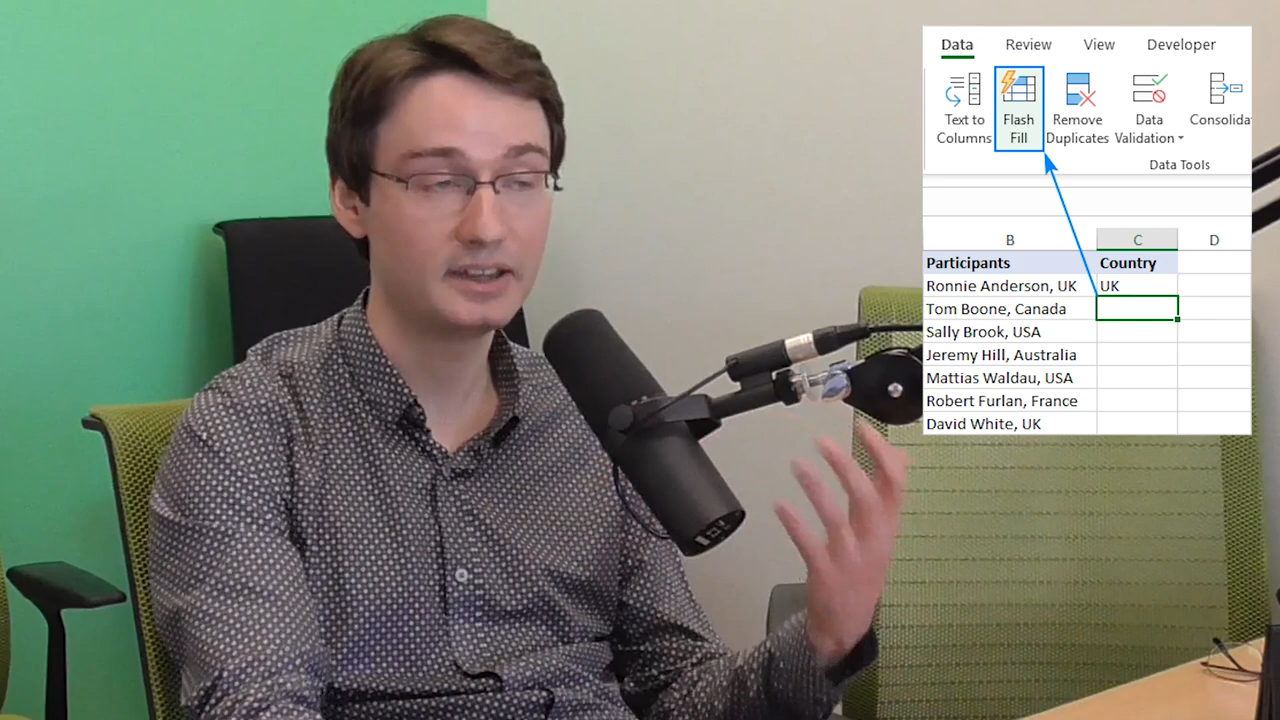 Data Review View Developer
Text to Columns
Flash Fill
Remove Duplicates
Data Validation
Consolida
Data Tools
B C D
Participants Country
Ronnie Anderson, UK UK
Tom Boone, Canada
Sally Brook, USA
Jeremy Hill, Australia
Mattias Waldau, USA
Robert Furlan, France
David White, UK